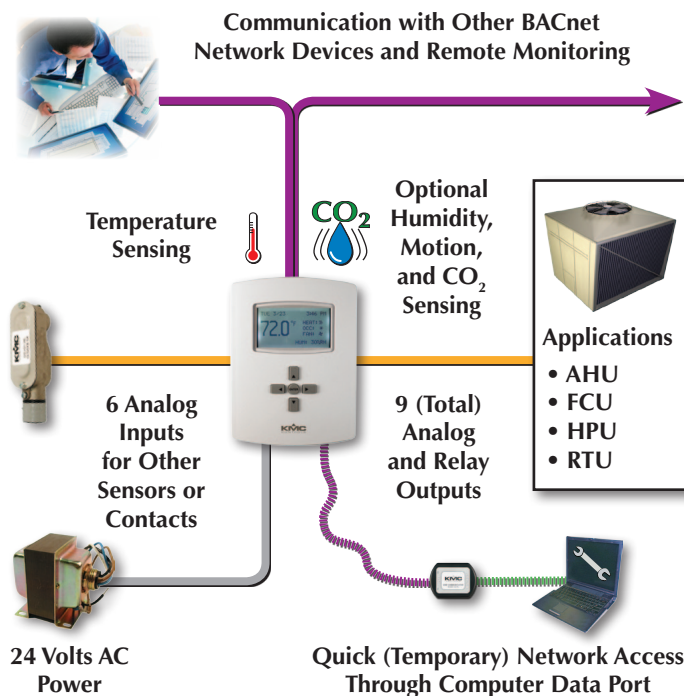 Communication with Other BACnet
Network Devices and Remote Monitoring
Temperature
Sensing
CO2
Optional
Humidity,
Motion,
and CO2
Sensing
72.0°F
KMC
6 Analog
Inputs
for Other
Sensors or
Contacts
9 (Total)
Analog
and Relay
Outputs
Applications
• AHU
• FCU
• HPU
• RTU
KMC
24 Volts AC
Power
Quick (Temporary) Network Access
Through Computer Data Port